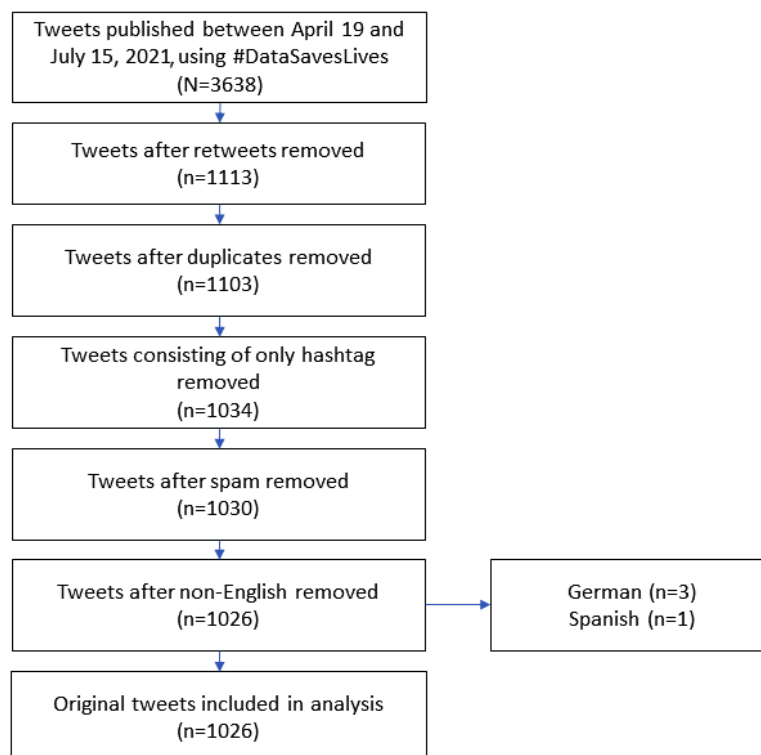 Tweets published between April 19 and
July 15, 2021, using #DataSavesLives
(N=3638)
Tweets after retweets removed
(n=1113)
Tweets after duplicates removed
(n=1103)
Tweets consisting of only hashtag
removed
(n=1034)
Tweets after spam removed
(n=1030)
Tweets after non-English removed
(n=1026)
German (n=3)
Spanish (n=1)
Original tweets included in analysis
(n=1026)